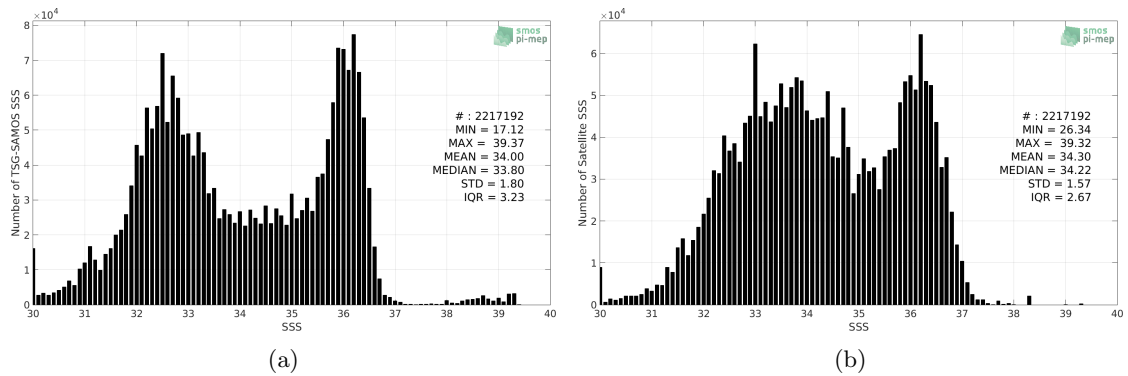 ×10⁴
8
7
6
5
4
3
2
1
0
Number of TSG-SAMOS SSS
30 31 32 33 34 35 36 37 38 39 40
SSS
smos
pi-mep
# : 2217192
MIN = 17.12
MAX = 39.37
MEAN = 34.00
MEDIAN = 33.80
STD = 1.80
IQR = 3.23
(a)
×10⁴
6
5
4
3
2
1
0
Number of Satellite SSS
30 31 32 33 34 35 36 37 38 39 40
SSS
smos
pi-mep
# : 2217192
MIN = 26.34
MAX = 39.32
MEAN = 34.30
MEDIAN = 34.22
STD = 1.57
IQR = 2.67
(b)